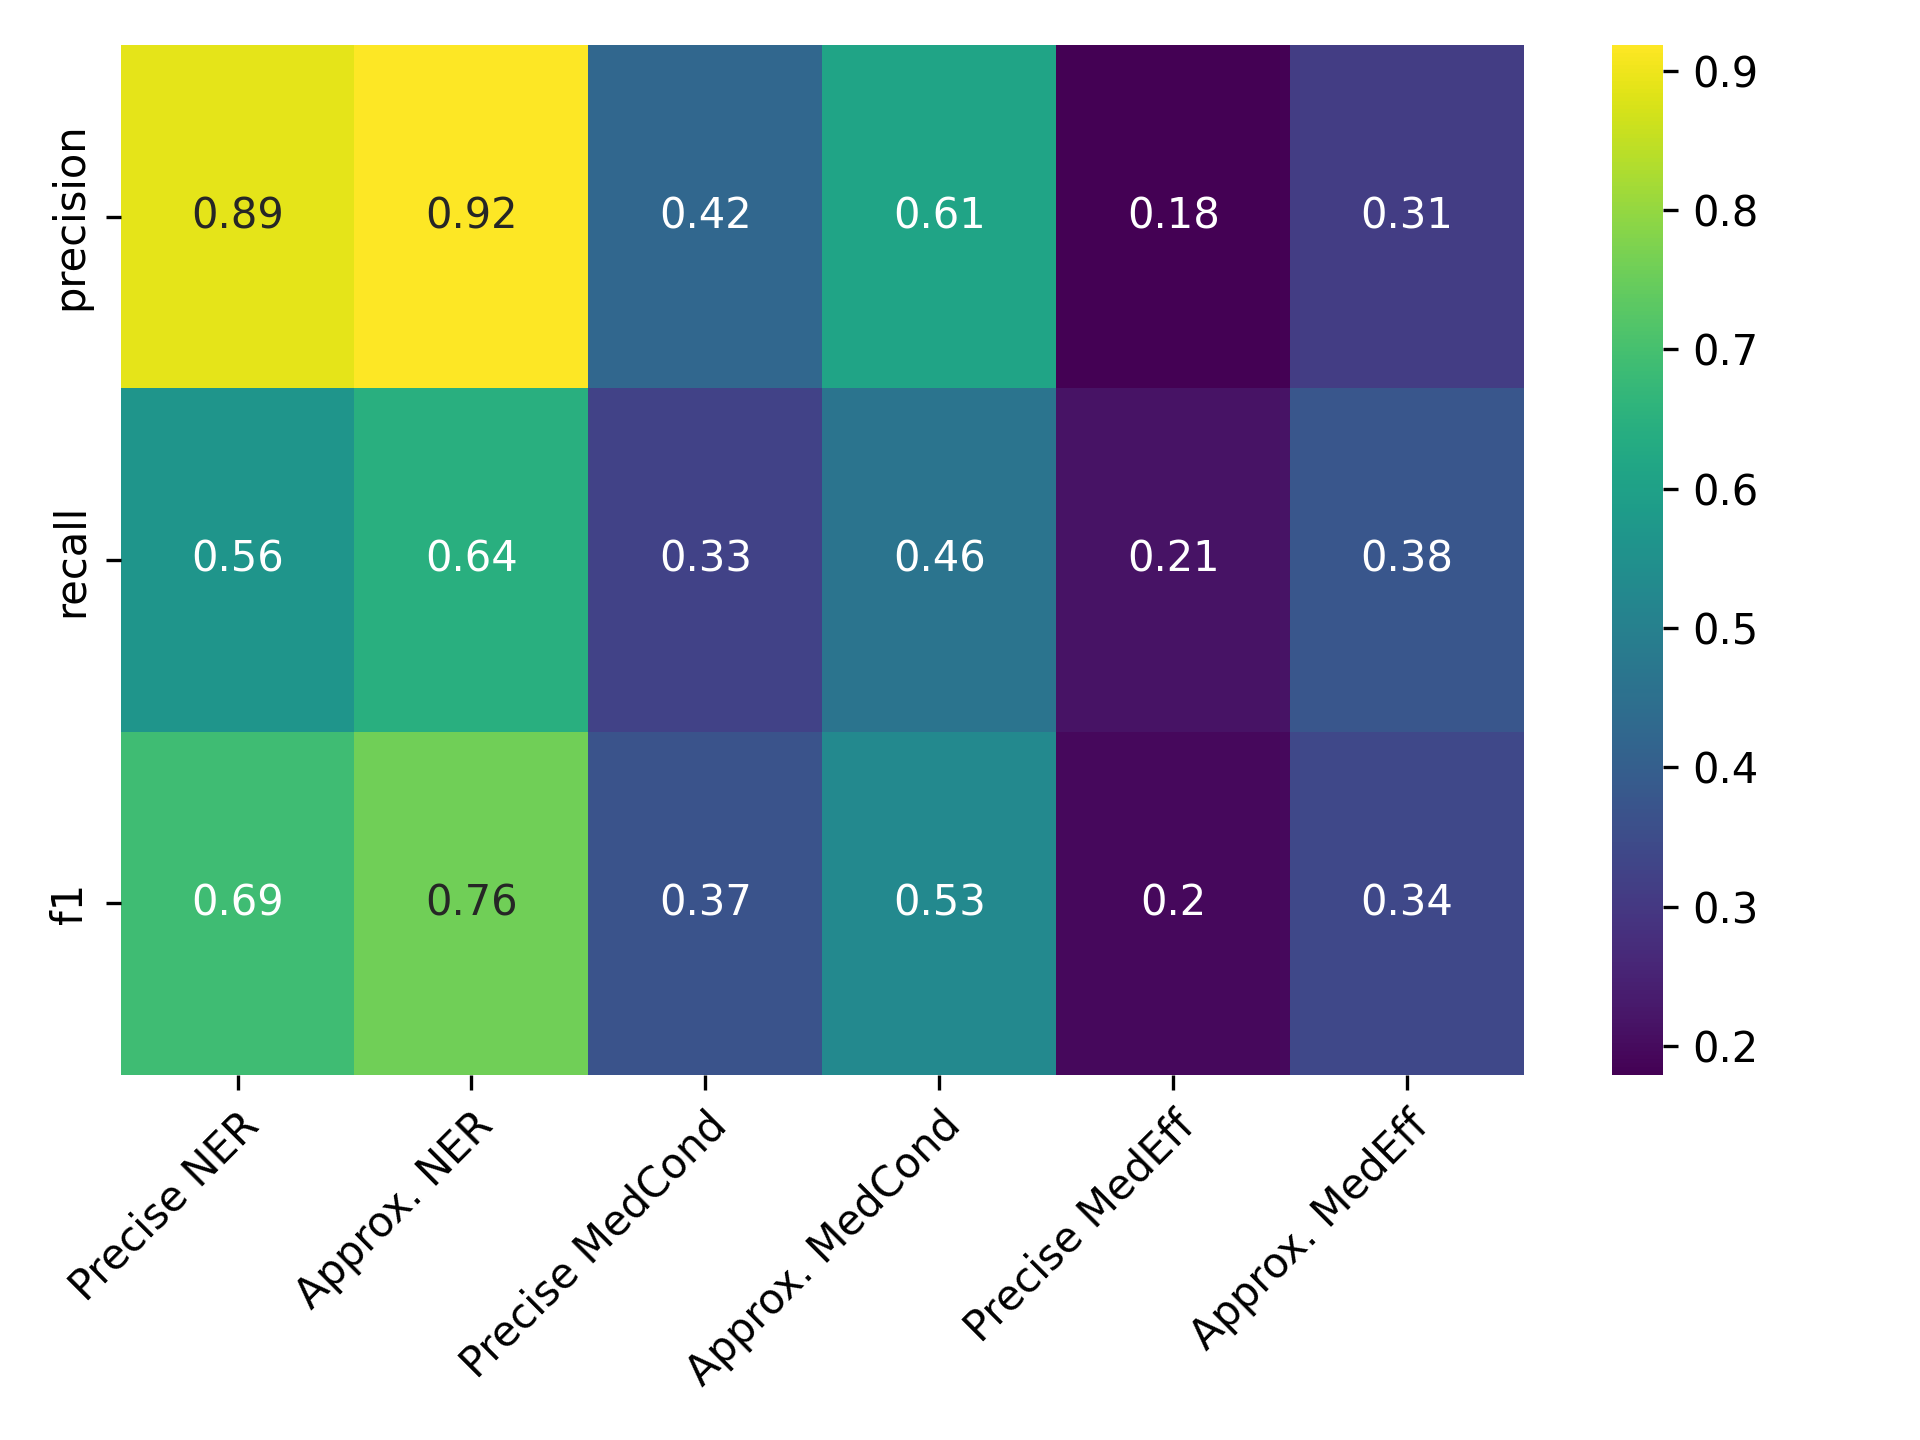 precision 0.89 0.92 0.42 0.61 0.18 0.31
recall 0.56 0.64 0.33 0.46 0.21 0.38
f1 0.69 0.76 0.37 0.53 0.2 0.34
Precise NER
Approx. NER
Precise MedCond
Approx. MedCond
Precise MedEff
Approx. MedEff
0.9
0.8
0.7
0.6
0.5
0.4
0.3
0.2